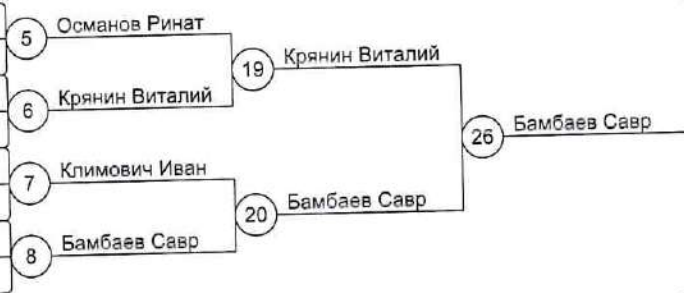 5 Османов Ринат
19 Крянин Виталий
6 Крянин Виталий
26 Бамбаев Савр
7 Климович Иван
20 Бамбаев Савр
8 Бамбаев Савр